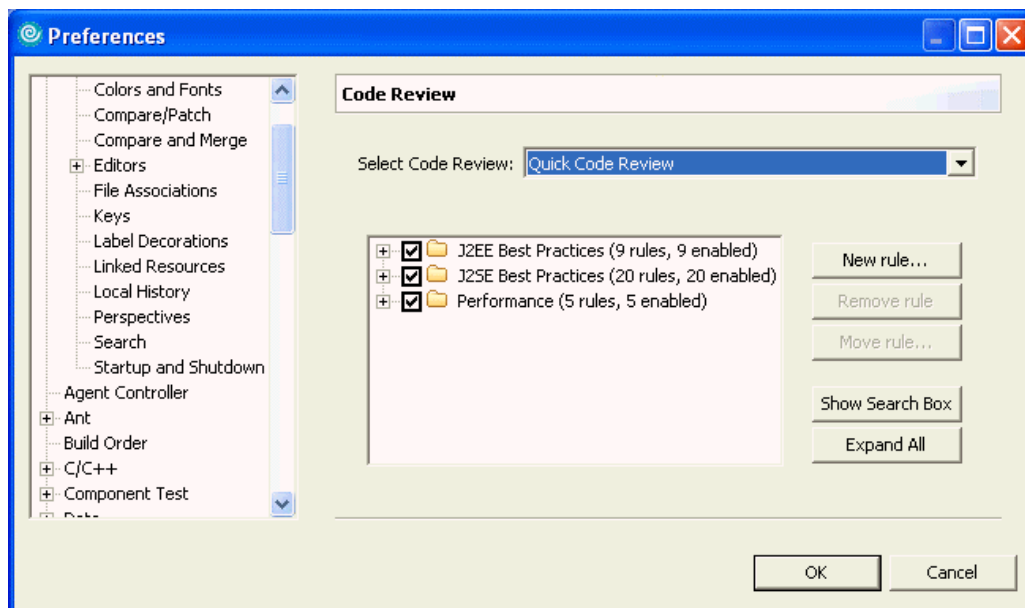 Preferences
Colors and Fonts
Compare/Patch
Compare and Merge
Editors
File Associations
Keys
Label Decorations
Linked Resources
Local History
Perspectives
Search
Startup and Shutdown
Agent Controller
Ant
Build Order
C/C++
Component Test
Code Review
Select Code Review: Quick Code Review
J2EE Best Practices (9 rules, 9 enabled)
J2SE Best Practices (20 rules, 20 enabled)
Performance (5 rules, 5 enabled)
New rule...
Remove rule
Move rule...
Show Search Box
Expand All
OK
Cancel